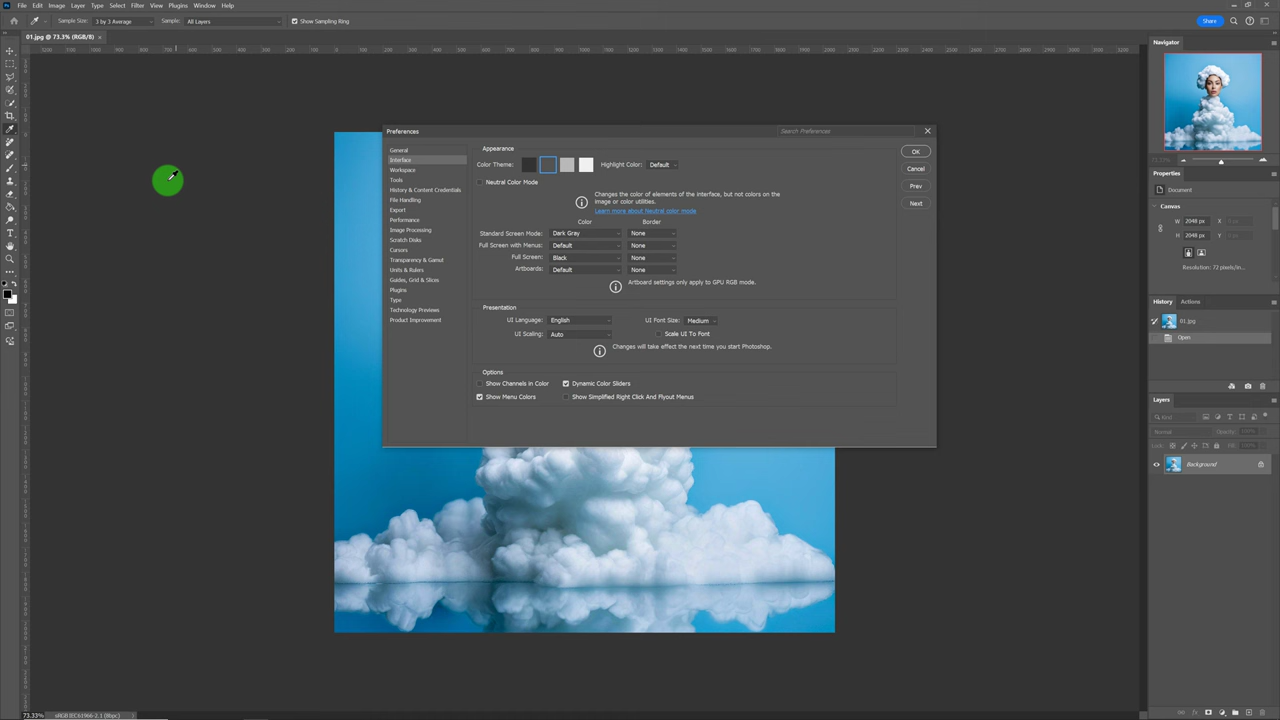 File Edit Image Layer Type Select Filter View Plugins Window Help
Sample Size: 3 by 3 Average Sample: All Layers Show Sampling Ring Share
01.jpg @ 73.3% (RGB/8)
Navigator
73.33%
Properties
Document
Canvas
W 2048 px
H 2048 px
Resolution: 72 pixels/in...
History Actions
01.jpg
Open
Layers
Kind
Normal Opacity: 100%
Lock: Fill: 100%
Background
Preferences
Search Preferences
General
Interface
Workspace
Tools
History & Content Credentials
File Handling
Export
Performance
Image Processing
Scratch Disks
Cursors
Transparency & Gamut
Units & Rulers
Guides, Grid & Slices
Plugins
Type
Technology Previews
Product Improvement
Appearance
Color Theme: Highlight Color: Default
Neutral Color Mode
Changes the color of elements of the interface, but not colors on the
image or color utilities.
Learn more about Neutral color mode
Color Border
Standard Screen Mode: Dark Gray None
Full Screen with Menus: Default None
Full Screen: Black None
Artboards: Default None
Artboard settings only apply to GPU RGB mode.
Presentation
UI Language: English UI Font Size: Medium
UI Scaling: Auto Scale UI To Font
Changes will take effect the next time you start Photoshop.
Options
Show Channels in Color Dynamic Color Sliders
Show Menu Colors Show Simplified Right Click And Flyout Menus
OK
Cancel
Prev
Next
73.33% sRGB IEC61966-2.1 (8bpc)